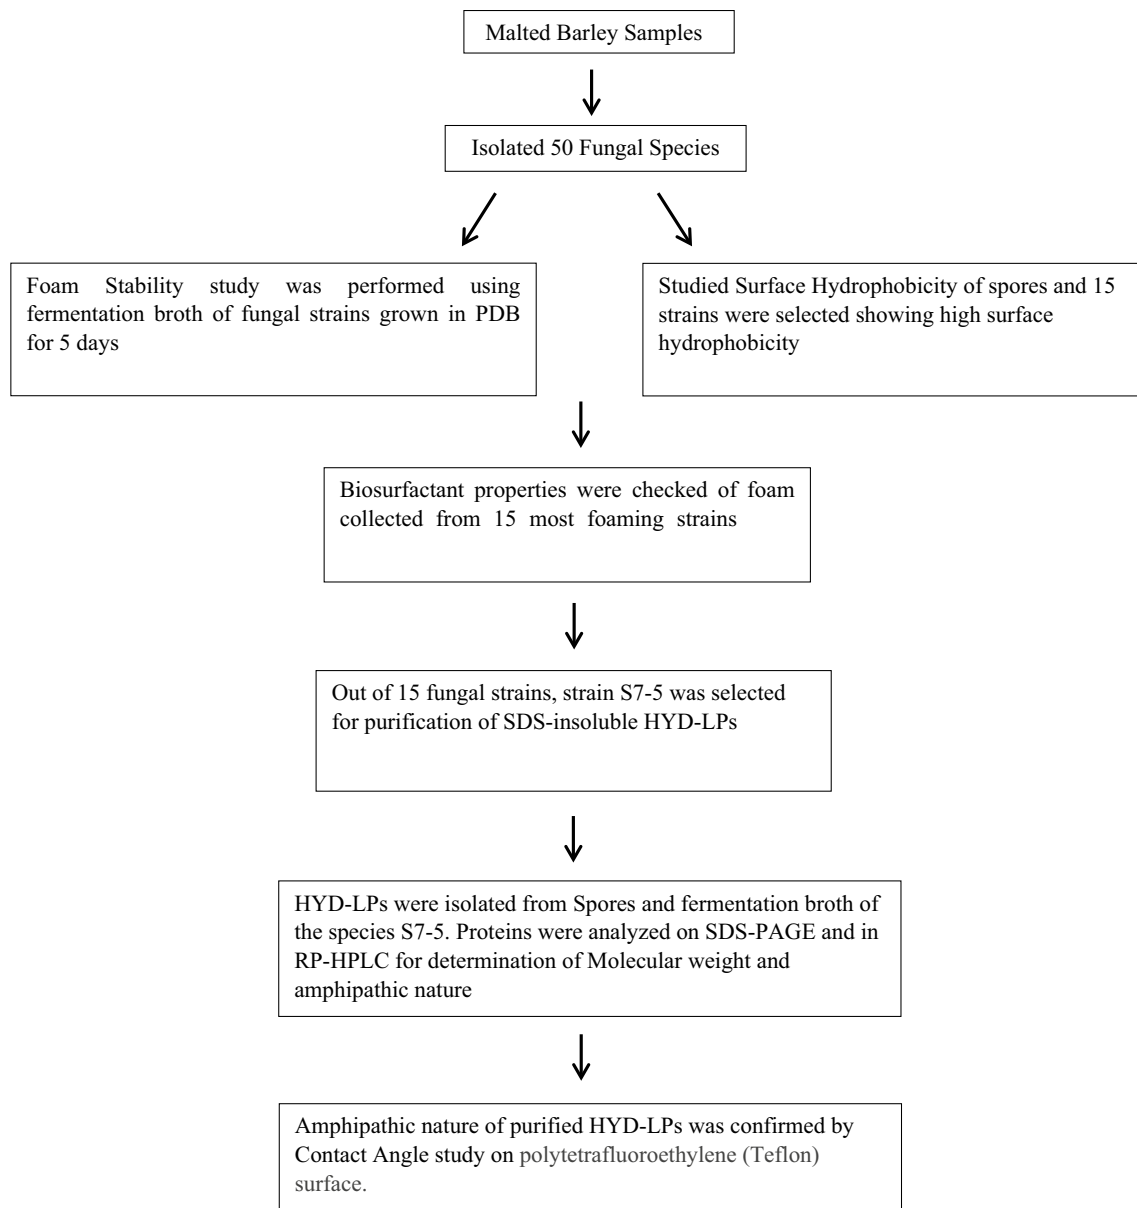 Malted Barley Samples
Isolated 50 Fungal Species
Foam Stability study was performed using
fermentation broth of fungal strains grown in PDB
for 5 days
Studied Surface Hydrophobicity of spores and 15
strains were selected showing high surface
hydrophobicity
Biosurfactant properties were checked of foam
collected from 15 most foaming strains
Out of 15 fungal strains, strain S7-5 was selected
for purification of SDS-insoluble HYD-LPs
HYD-LPs were isolated from Spores and fermentation broth of
the species S7-5. Proteins were analyzed on SDS-PAGE and in
RP-HPLC for determination of Molecular weight and
amphipathic nature
Amphipathic nature of purified HYD-LPs was confirmed by
Contact Angle study on polytetrafluoroethylene (Teflon)
surface.